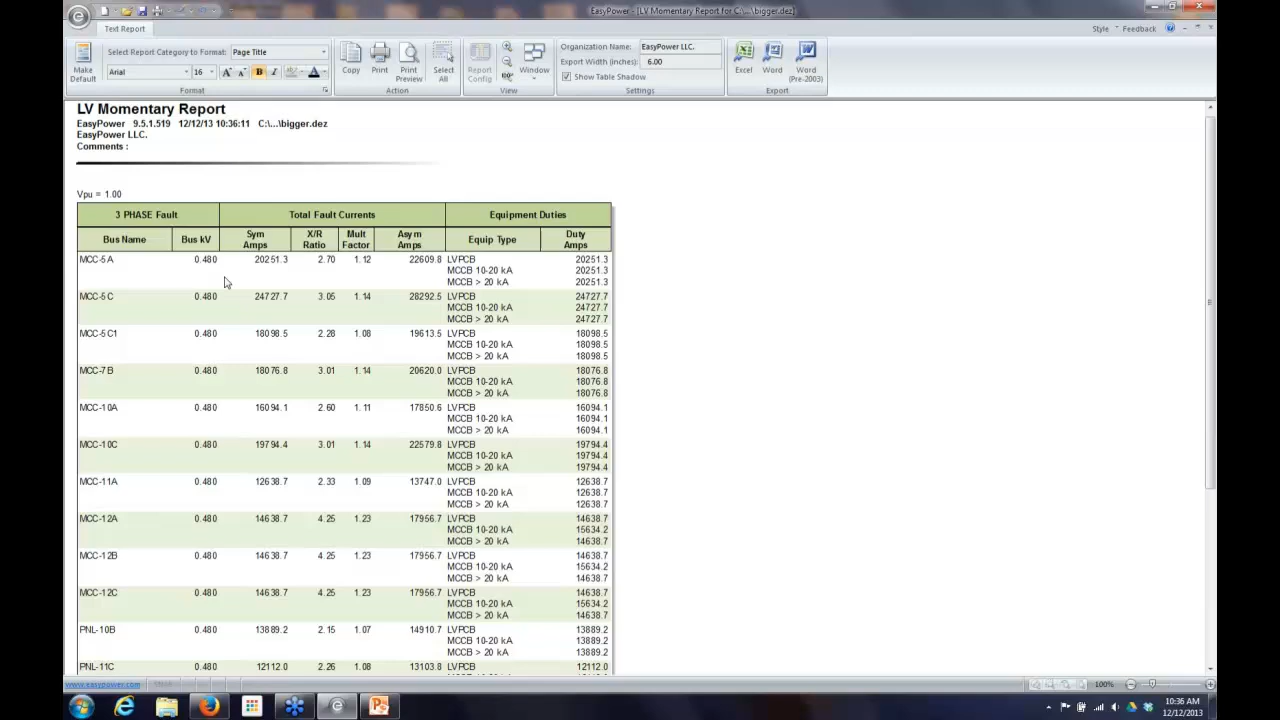 EasyPower - [LV Momentary Report for C:\...\bigger.dez]
Text Report
Style
Feedback
Make Default
Select Report Category to Format:
Page Title
Arial
16
B
I
A
Format
Copy
Print
Print Preview
Select All
Action
Report Config
100%
Window
View
Organization Name:
EasyPower LLC.
Export Width (inches):
6.00
Show Table Shadow
Settings
Excel
Word
Word (Pre-2003)
Export
LV Momentary Report
EasyPower 9.5.1.519 12/12/13 10:36:11 C:\...\bigger.dez
EasyPower LLC.
Comments :
Vpu = 1.00
3 PHASE Fault Total Fault Currents Equipment Duties
Bus Name Bus kV Sym Amps X/R Ratio Mult Factor Asym Amps Equip Type Duty Amps
MCC-5A 0.480 20251.3 2.70 1.12 22609.8 LVPCB 20251.3
MCCB 10-20 kA 20251.3
MCCB > 20 kA 20251.3
MCC-5C 0.480 24727.7 3.05 1.14 28292.5 LVPCB 24727.7
MCCB 10-20 kA 24727.7
MCCB > 20 kA 24727.7
MCC-5C1 0.480 18098.5 2.28 1.08 19613.5 LVPCB 18098.5
MCCB 10-20 kA 18098.5
MCCB > 20 kA 18098.5
MCC-7B 0.480 18076.8 3.01 1.14 20620.0 LVPCB 18076.8
MCCB 10-20 kA 18076.8
MCCB > 20 kA 18076.8
MCC-10A 0.480 16094.1 2.60 1.11 17850.6 LVPCB 16094.1
MCCB 10-20 kA 16094.1
MCCB > 20 kA 16094.1
MCC-10C 0.480 19794.4 3.01 1.14 22579.8 LVPCB 19794.4
MCCB 10-20 kA 19794.4
MCCB > 20 kA 19794.4
MCC-11A 0.480 12638.7 2.33 1.09 13747.0 LVPCB 12638.7
MCCB 10-20 kA 12638.7
MCCB > 20 kA 12638.7
MCC-12A 0.480 14638.7 4.25 1.23 17956.7 LVPCB 14638.7
MCCB 10-20 kA 15634.2
MCCB > 20 kA 14638.7
MCC-12B 0.480 14638.7 4.25 1.23 17956.7 LVPCB 14638.7
MCCB 10-20 kA 15634.2
MCCB > 20 kA 14638.7
MCC-12C 0.480 14638.7 4.25 1.23 17956.7 LVPCB 14638.7
MCCB 10-20 kA 15634.2
MCCB > 20 kA 14638.7
PNL-10B 0.480 13889.2 2.15 1.07 14910.7 LVPCB 13889.2
MCCB 10-20 kA 13889.2
MCCB > 20 kA 13889.2
PNL-11C 0.480 12112.0 2.26 1.08 13103.8 LVPCB 12112.0
www.easypower.com
100%
10:36 AM
12/12/2013